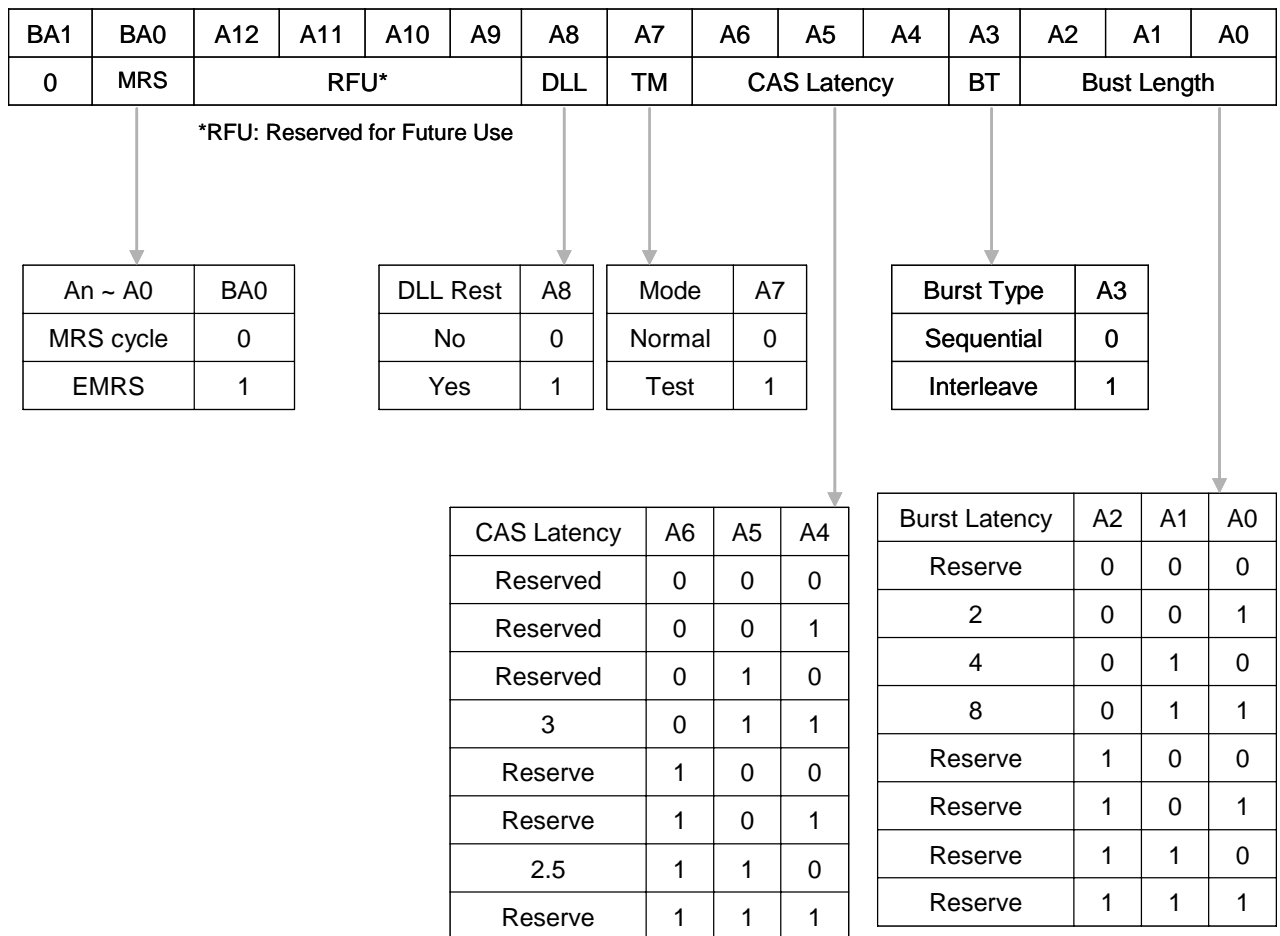 BA1 BA0 A12 A11 A10 A9 A8 A7 A6 A5 A4 A3 A2 A1 A0
0 MRS RFU* DLL TM CAS Latency BT Bust Length
*RFU: Reserved for Future Use
An ~ A0 BA0
MRS cycle 0
EMRS 1
DLL Rest A8
No 0
Yes 1
Mode A7
Normal 0
Test 1
Burst Type A3
Sequential 0
Interleave 1
CAS Latency A6 A5 A4
Reserved 0 0 0
Reserved 0 0 1
Reserved 0 1 0
3 0 1 1
Reserve 1 0 0
Reserve 1 0 1
2.5 1 1 0
Reserve 1 1 1
Burst Latency A2 A1 A0
Reserve 0 0 0
2 0 0 1
4 0 1 0
8 0 1 1
Reserve 1 0 0
Reserve 1 0 1
Reserve 1 1 0
Reserve 1 1 1